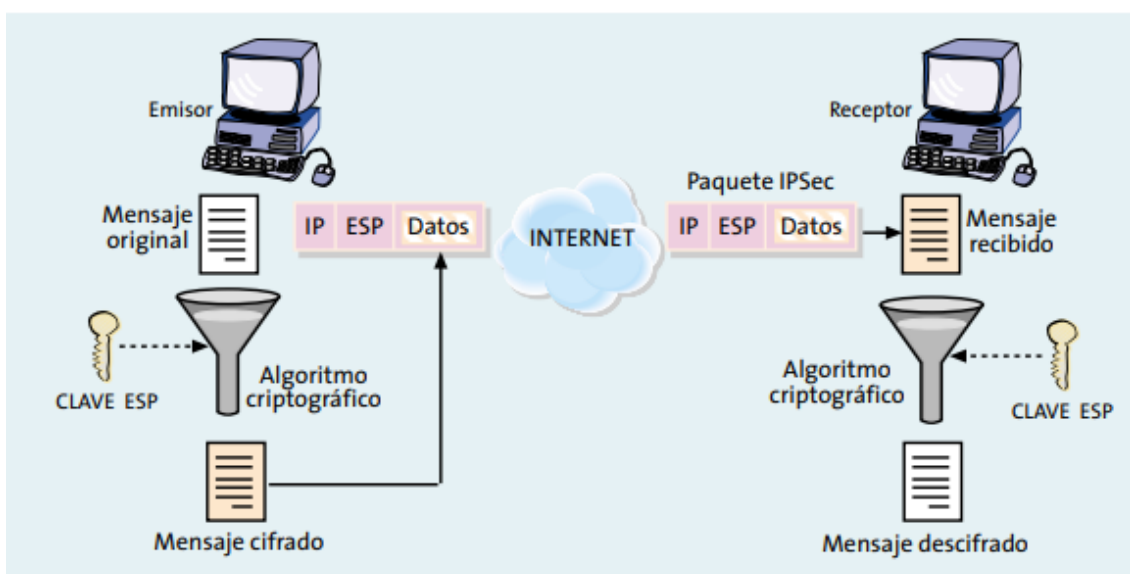 Emisor
Mensaje
original
IP ESP Datos
CLAVE ESP
Algoritmo
criptográfico
Mensaje cifrado
INTERNET
Receptor
Paquete IPSec
IP ESP Datos
Mensaje
recibido
Algoritmo
criptográfico
CLAVE ESP
Mensaje descifrado